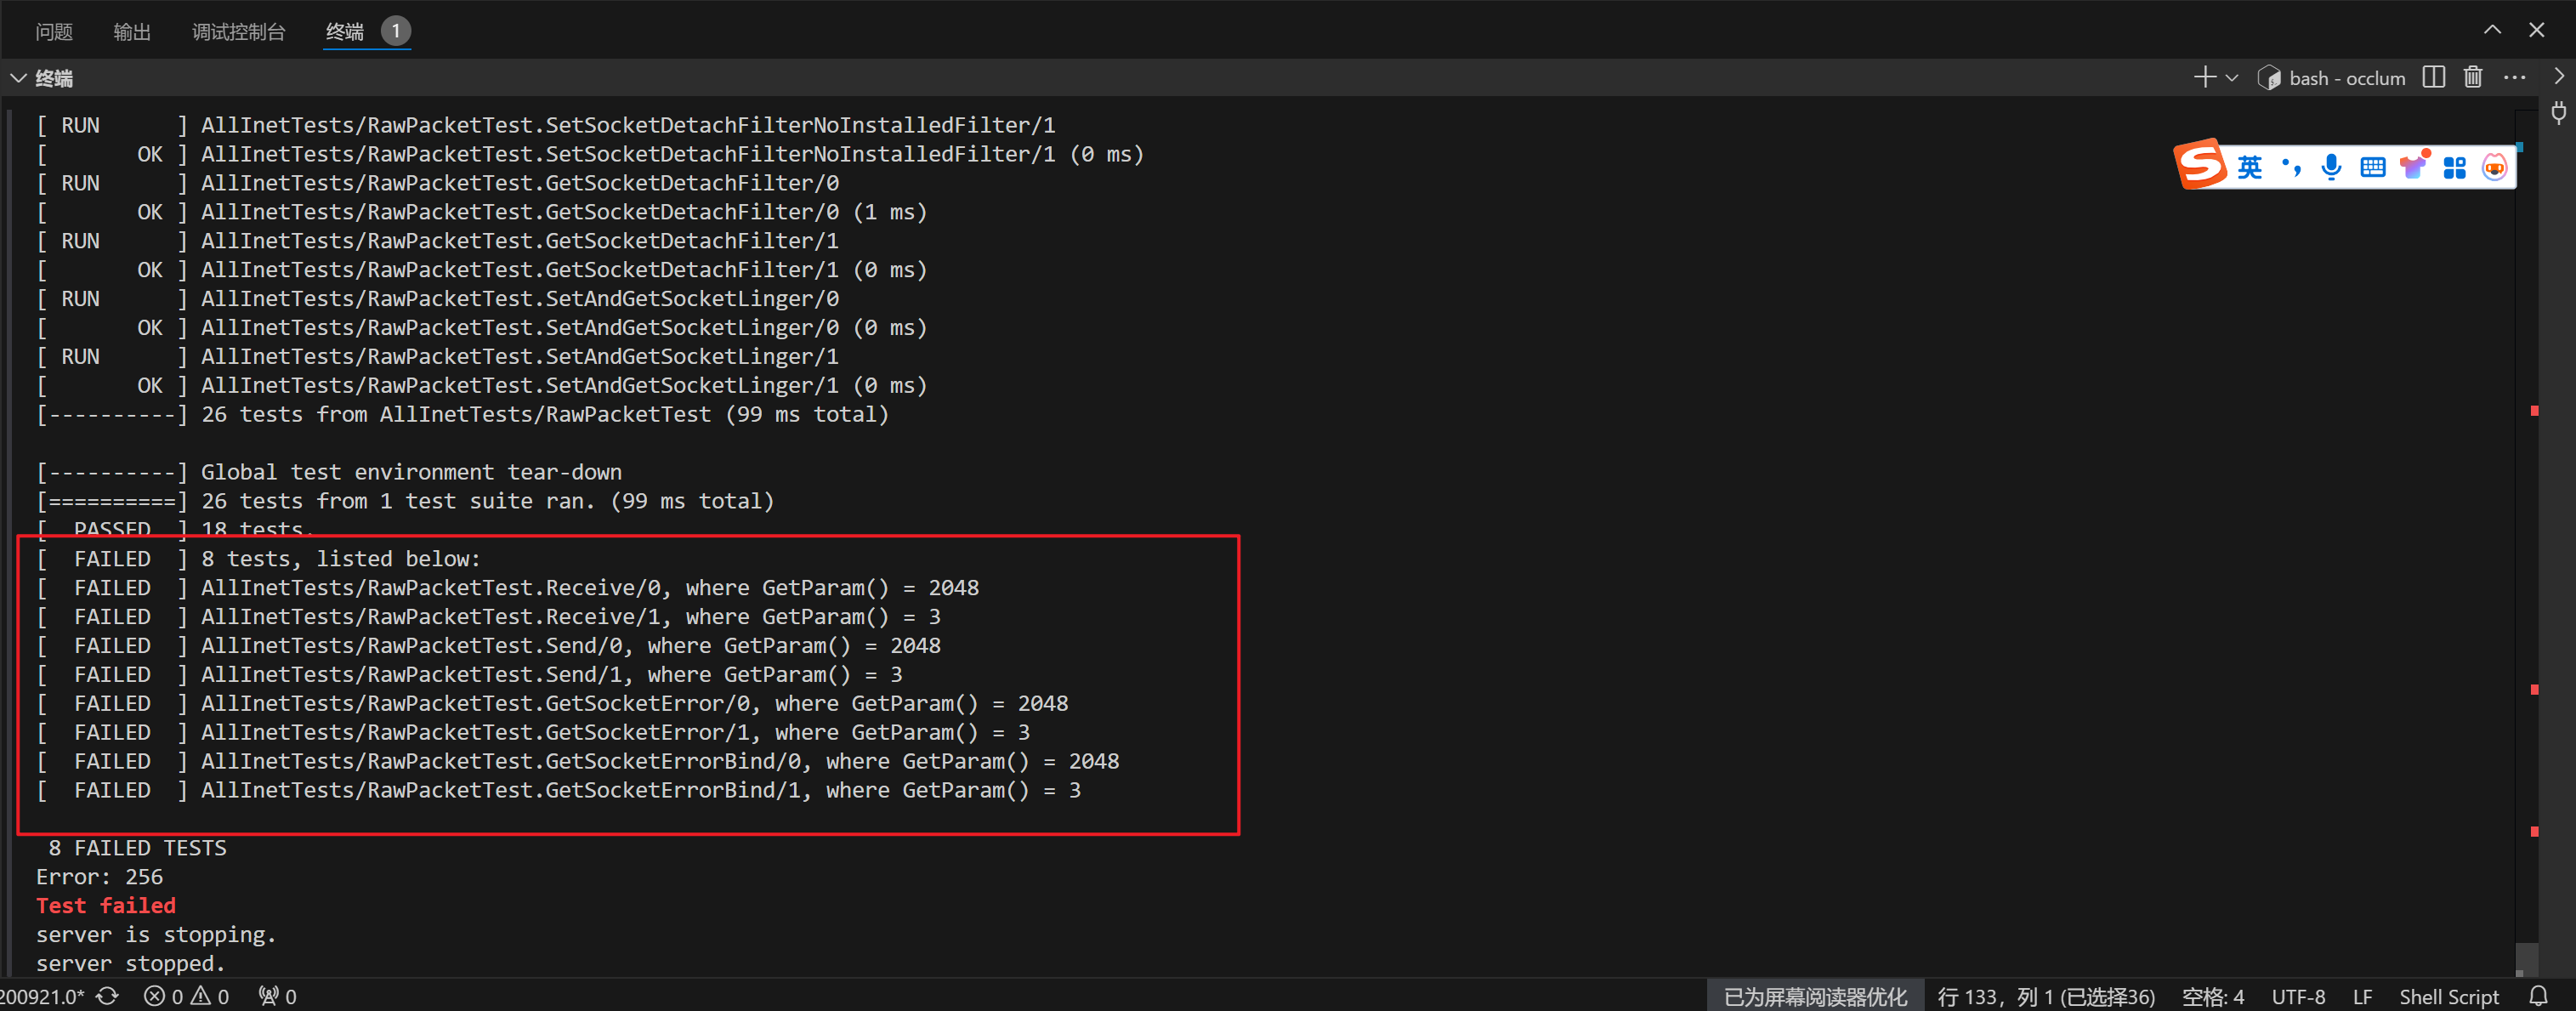 问题 输出 调试控制台 终端 1
终端 bash - occlum
[ RUN      ] AllInetTests/RawPacketTest.SetSocketDetachFilterNoInstalledFilter/1
[       OK ] AllInetTests/RawPacketTest.SetSocketDetachFilterNoInstalledFilter/1 (0 ms)
[ RUN      ] AllInetTests/RawPacketTest.GetSocketDetachFilter/0
[       OK ] AllInetTests/RawPacketTest.GetSocketDetachFilter/0 (1 ms)
[ RUN      ] AllInetTests/RawPacketTest.GetSocketDetachFilter/1
[       OK ] AllInetTests/RawPacketTest.GetSocketDetachFilter/1 (0 ms)
[ RUN      ] AllInetTests/RawPacketTest.SetAndGetSocketLinger/0
[       OK ] AllInetTests/RawPacketTest.SetAndGetSocketLinger/0 (0 ms)
[ RUN      ] AllInetTests/RawPacketTest.SetAndGetSocketLinger/1
[       OK ] AllInetTests/RawPacketTest.SetAndGetSocketLinger/1 (0 ms)
[----------] 26 tests from AllInetTests/RawPacketTest (99 ms total)
[----------] Global test environment tear-down
[==========] 26 tests from 1 test suite ran. (99 ms total)
[  PASSED  ] 18 tests.
[  FAILED  ] 8 tests, listed below:
[  FAILED  ] AllInetTests/RawPacketTest.Receive/0, where GetParam() = 2048
[  FAILED  ] AllInetTests/RawPacketTest.Receive/1, where GetParam() = 3
[  FAILED  ] AllInetTests/RawPacketTest.Send/0, where GetParam() = 2048
[  FAILED  ] AllInetTests/RawPacketTest.Send/1, where GetParam() = 3
[  FAILED  ] AllInetTests/RawPacketTest.GetSocketError/0, where GetParam() = 2048
[  FAILED  ] AllInetTests/RawPacketTest.GetSocketError/1, where GetParam() = 3
[  FAILED  ] AllInetTests/RawPacketTest.GetSocketErrorBind/0, where GetParam() = 2048
[  FAILED  ] AllInetTests/RawPacketTest.GetSocketErrorBind/1, where GetParam() = 3
8 FAILED TESTS
Error: 256
Test failed
server is stopping.
server stopped.
英
200921.0* 0 0 0 已为屏幕阅读器优化 行 133，列 1 (已选择36) 空格: 4 UTF-8 LF Shell Script